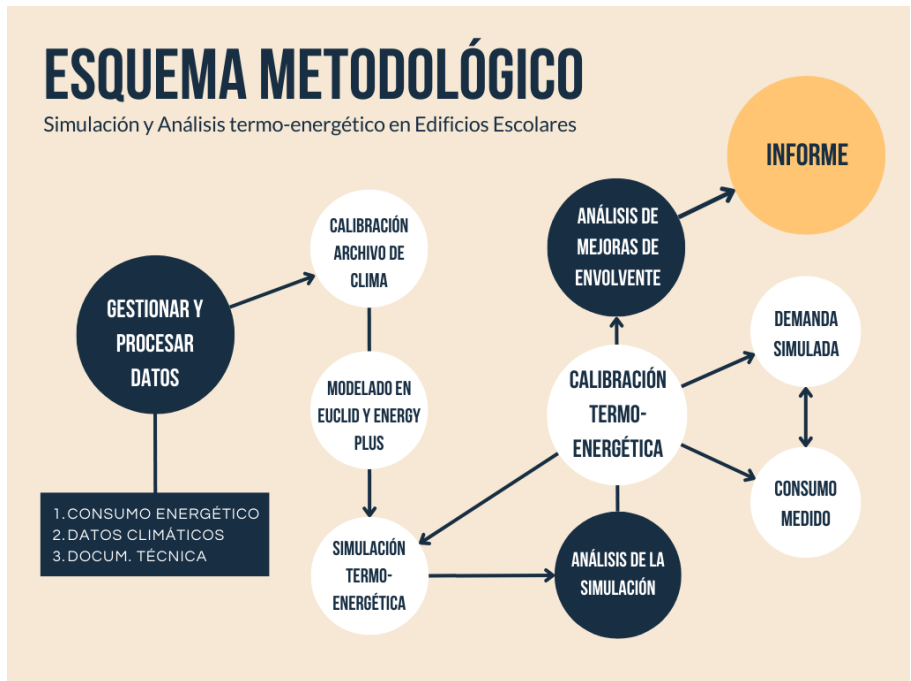 ESQUEMA METODOLÓGICO
Simulación y Análisis termo-energético en Edificios Escolares
GESTIONAR Y
PROCESAR
DATOS
1. CONSUMO ENERGÉTICO
2. DATOS CLIMÁTICOS
3. DOCUM. TÉCNICA
CALIBRACIÓN
ARCHIVO DE
CLIMA
MODELADO EN
EUCLID Y ENERGY
PLUS
SIMULACIÓN
TERMO-
ENERGÉTICA
ANÁLISIS DE LA
SIMULACIÓN
CALIBRACIÓN
TERMO-
ENERGÉTICA
DEMANDA
SIMULADA
CONSUMO
MEDIDO
ANÁLISIS DE
MEJORAS DE
ENVOLVENTE
INFORME